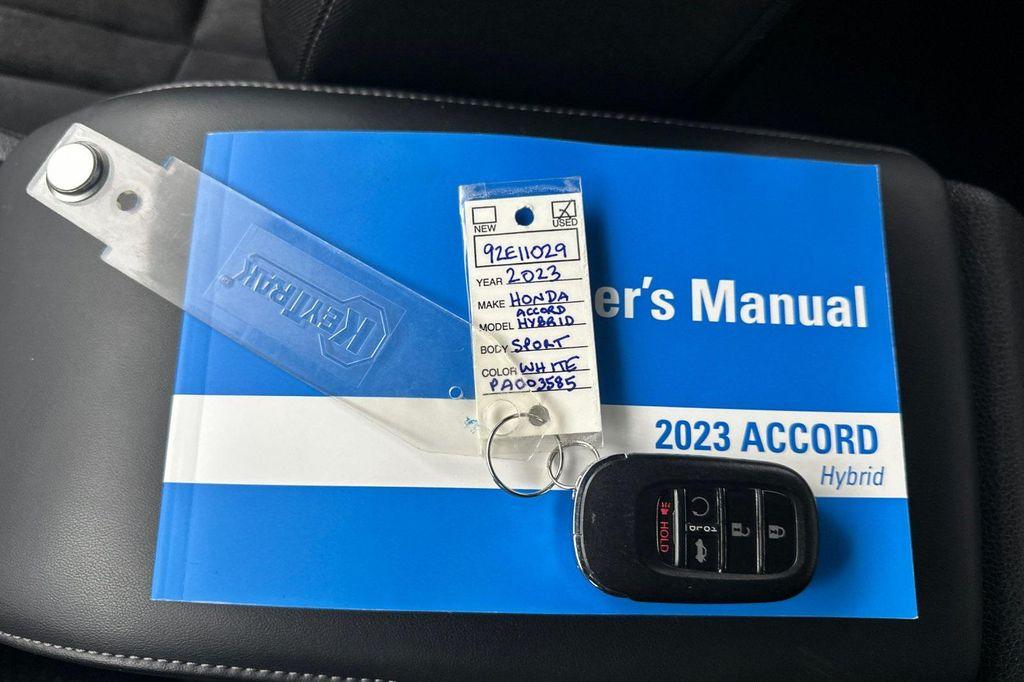 NEW USED
92E11029
YEAR 2023
MAKE HONDA
ACCORD
MODEL HYBRID
BODY SPORT
COLOR WHITE
PA003585
er's Manual
2023 ACCORD
Hybrid
KEYTRAK
HOLD
HOLD